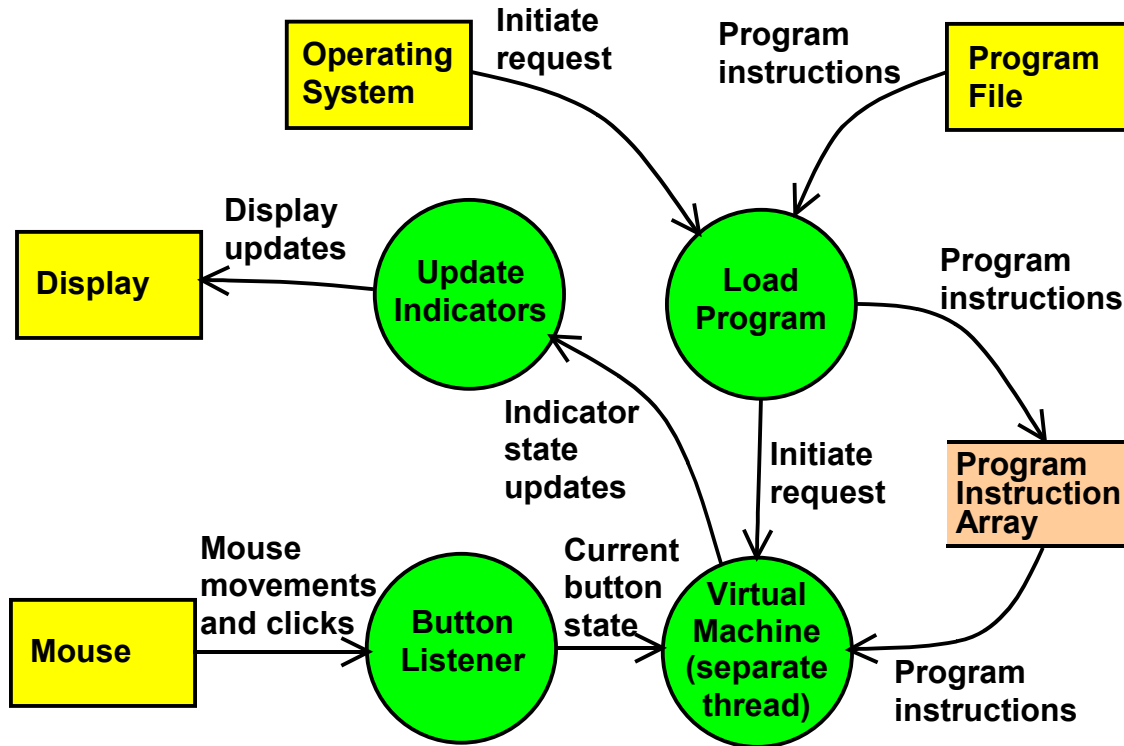 Operating
System
Initiate
request
Program
instructions
Program
File
Display
updates
Display
Update
Indicators
Load
Program
Program
instructions
Indicator
state
updates
Initiate
request
Program
Instruction
Array
Mouse
movements
and clicks
Current
button
state
Mouse
Button
Listener
Virtual
Machine
(separate
thread)
Program
instructions